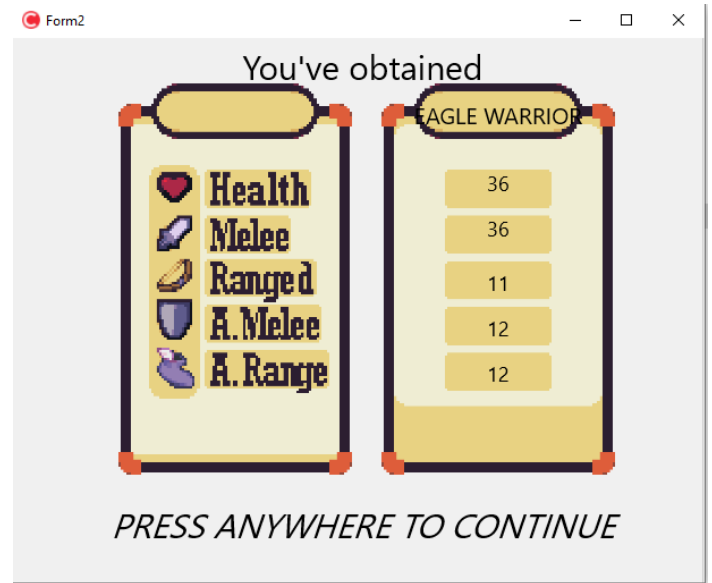 Form2
You've obtained
EAGLE WARRIOR
Health 36
Melee 36
Ranged 11
A.Melee 12
A.Range 12
PRESS ANYWHERE TO CONTINUE